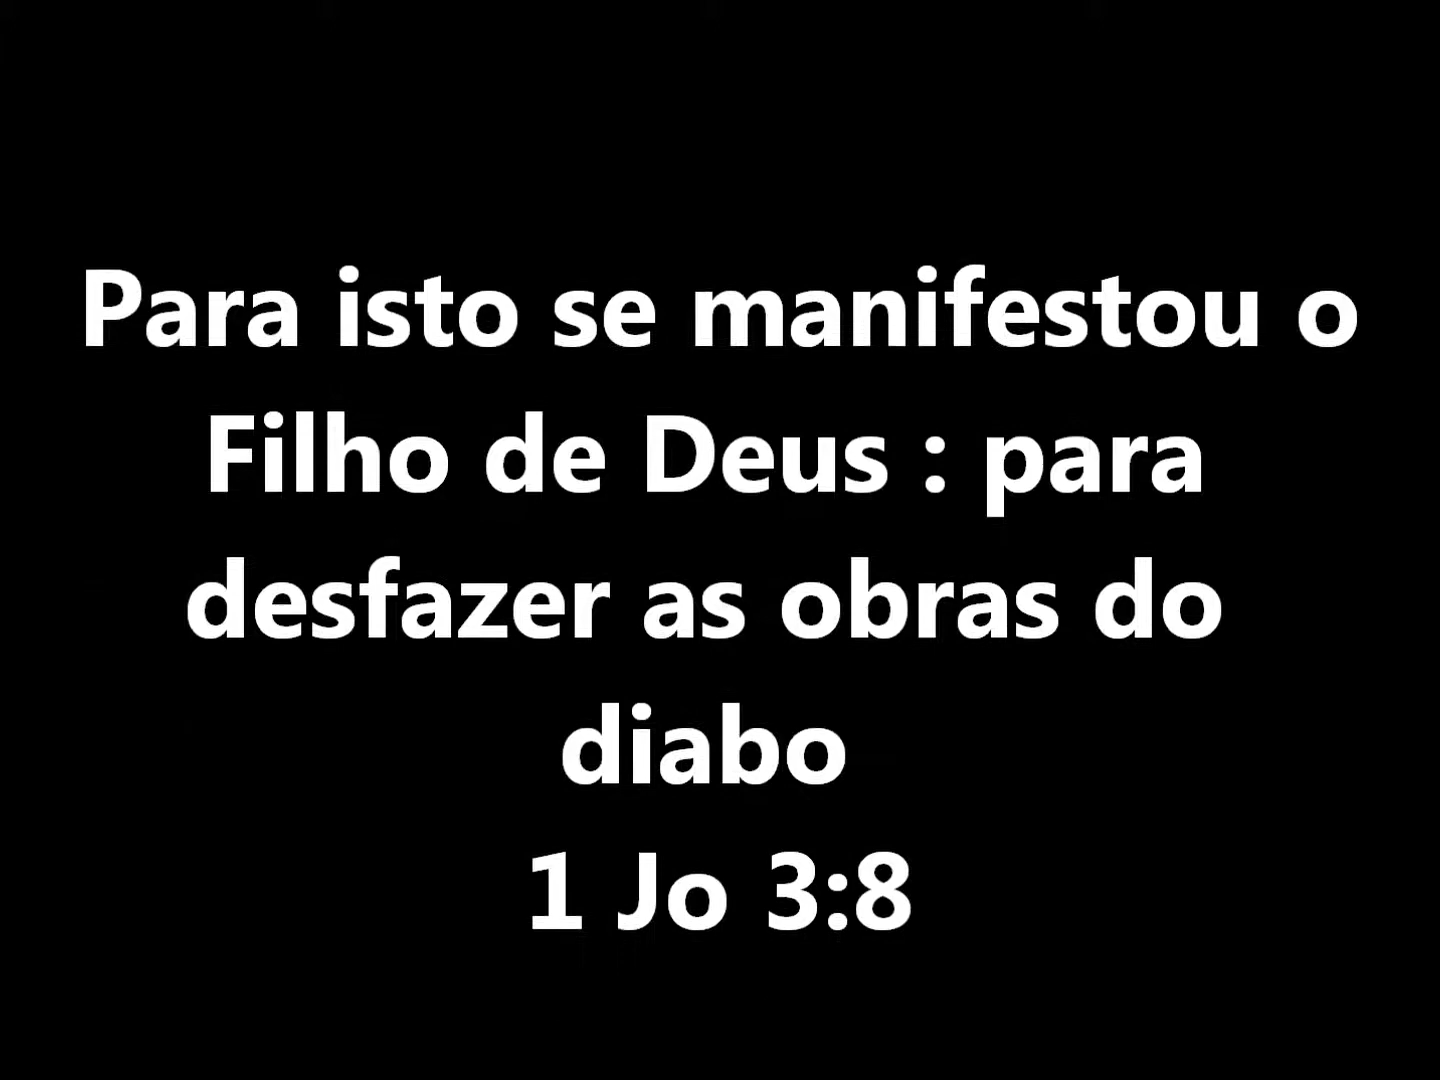 Para isto se manifestou o
Filho de Deus : para
desfazer as obras do
diabo
1 Jo 3:8